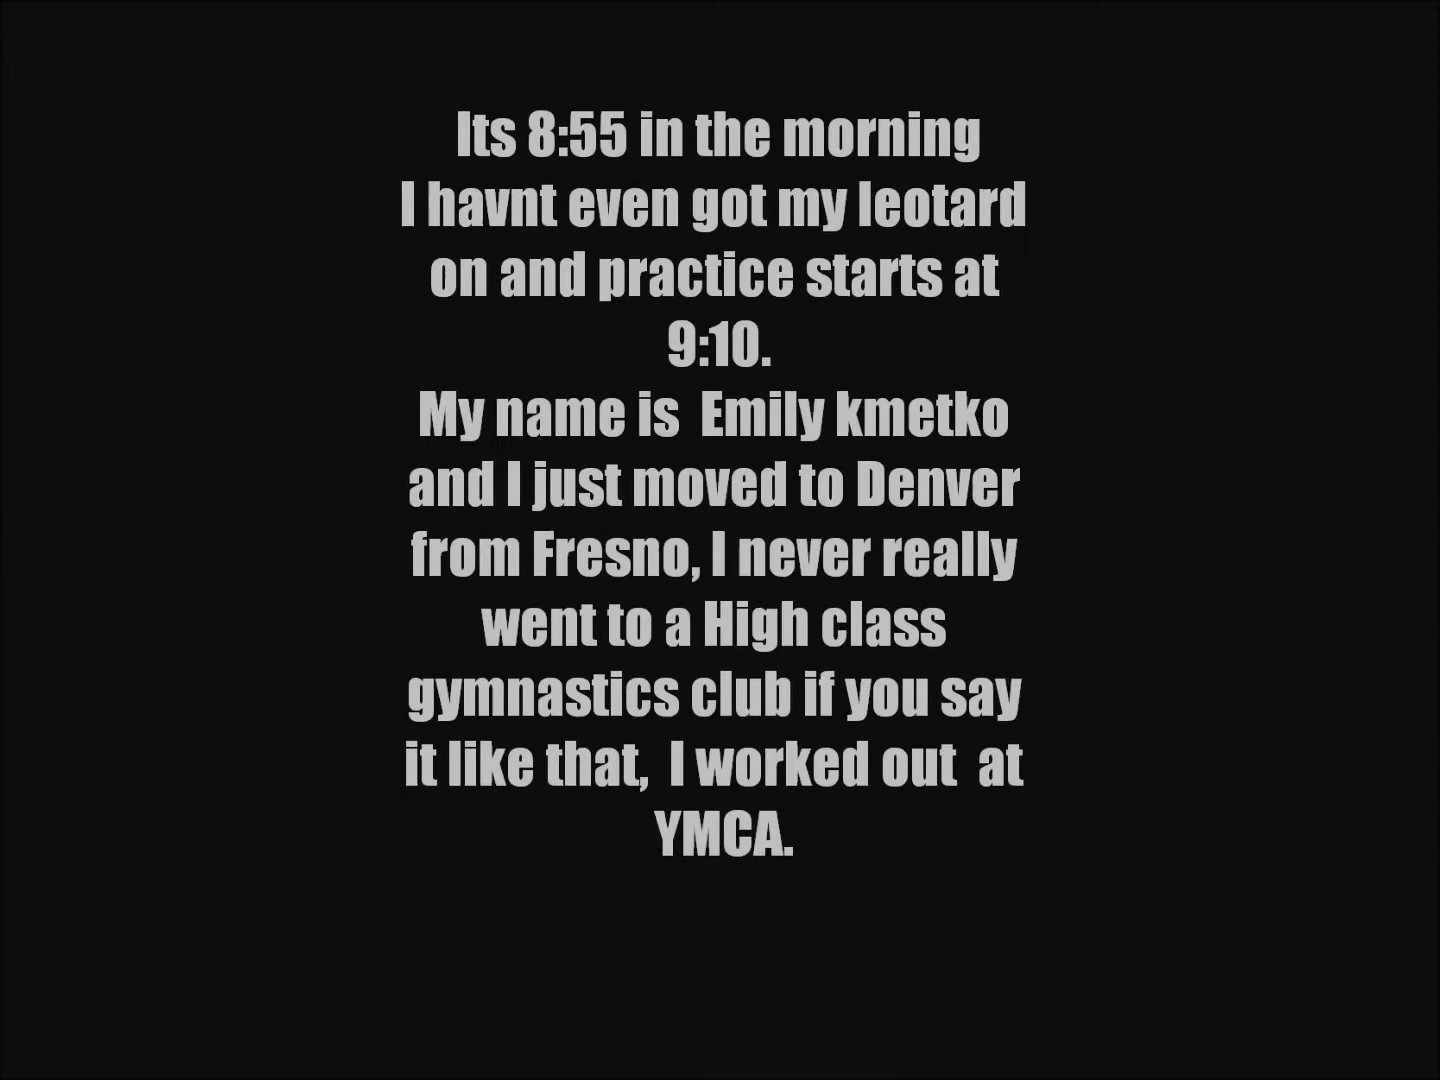 Its 8:55 in the morning
I havnt even got my leotard
on and practice starts at
9:10.
My name is  Emily kmetko
and I just moved to Denver
from Fresno, I never really
went to a High class
gymnastics club if you say
it like that,  I worked out  at
YMCA.